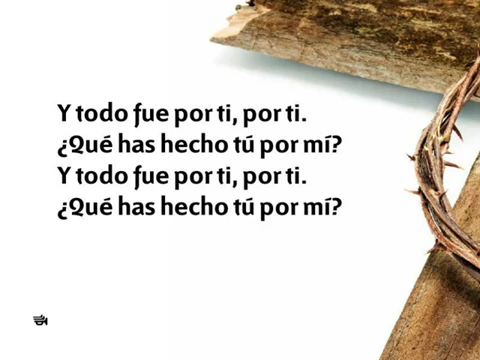 Y todo fue por ti, por ti.
¿Qué has hecho tú por mí?
Y todo fue por ti, por ti.
¿Qué has hecho tú por mí?